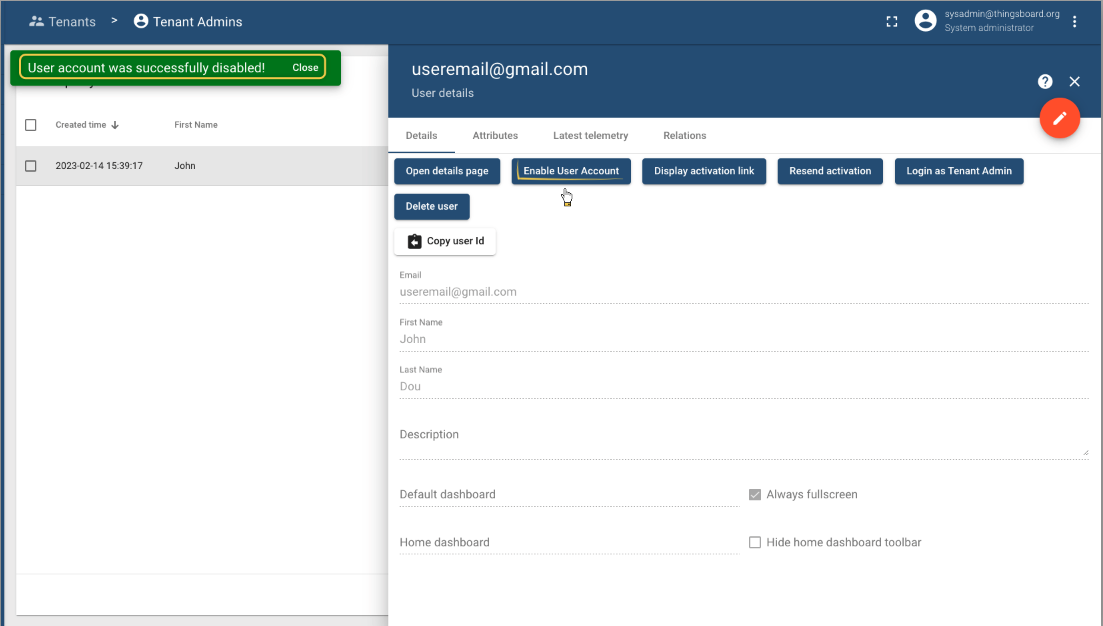 Tenants > Tenant Admins
sysadmin@thingsboard.org
System administrator
User account was successfully disabled! Close
Created time First Name
2023-02-14 15:39:17 John
useremail@gmail.com
User details
Details Attributes Latest telemetry Relations
Open details page Enable User Account Display activation link Resend activation Login as Tenant Admin
Delete user
Copy user Id
Email
useremail@gmail.com
First Name
John
Last Name
Dou
Description
Default dashboard Always fullscreen
Home dashboard Hide home dashboard toolbar